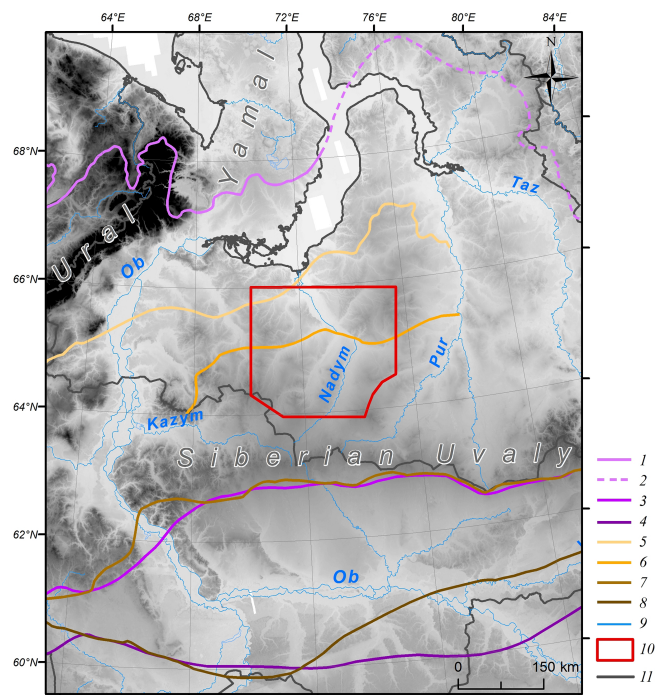 64°E 68°E 72°E 76°E 80°E 84°E
N
Yamal
68°N
Taz
Ural
Ob
66°N
Nadym
Pur
64°N
Kazym
Siberian Uvaly
1
2
3
62°N
4
5
6
Ob
7
8
9
60°N
0 150 km
10
11